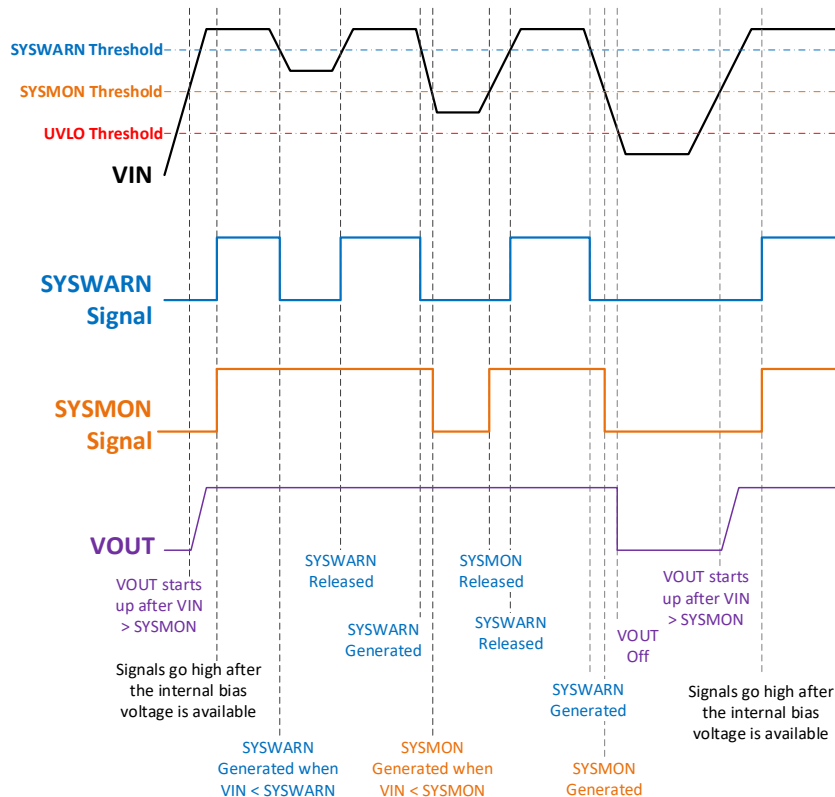 SYSWARN Threshold
SYSMON Threshold
UVLO Threshold
VIN
SYSWARN
Signal
SYSMON
Signal
VOUT
VOUT starts
up after VIN
> SYSMON
Signals go high after
the internal bias
voltage is available
SYSWARN
Generated when
VIN < SYSWARN
SYSWARN
Released
SYSWARN
Generated
SYSMON
Generated when
VIN < SYSMON
SYSMON
Released
SYSWARN
Released
SYSWARN
Generated
SYSMON
Generated
VOUT
Off
VOUT starts
up after VIN
> SYSMON
Signals go high after
the internal bias
voltage is available